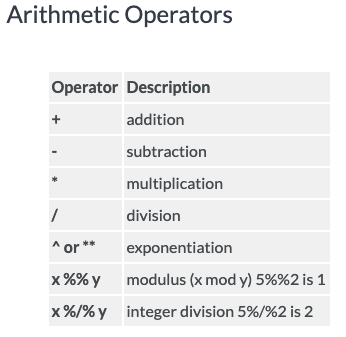 Arithmetic Operators
Operator Description
+ addition
- subtraction
* multiplication
/ division
^ or ** exponentiation
x %% y modulus (x mod y) 5%%2 is 1
x %/% y integer division 5%/%2 is 2